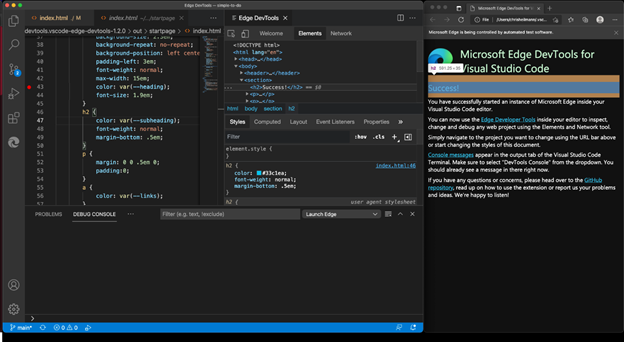 Edge DevTools — simple-to-do
index.html ./ M
index.html .../startpage
devtools.vscode-edge-devtools-1.2.0 > out > startpage > index.html
37 background-size: 2.5em;
38 background-repeat: no-repeat;
39 background-position: left cente
40 padding-left: 3em;
41 font-weight: normal;
42 max-width: 15em;
43 color: var(--heading);
44 font-size: 1.9em;
45 }
46 h2 {
47 color: var(--subheading);
48 font-weight: normal;
49 margin-bottom: .5em;
50 }
51 p {
52 margin: 0 0 .5em 0;
53 padding:0;
54 }
55 a {
56 color: var(--links);
57 }
Edge DevTools
Welcome Elements Network
<!DOCTYPE html>
<html lang="en">
<head>…</head>
<body>
<header>…</header>
<section>
<h2>Success!</h2> == $0
<p>…</p>
<p>…</p>
html body section h2
Styles Computed Layout Event Listeners Properties
Filter :hov .cls
element.style {
}
h2 { index.html:46
color: #33c1ea;
font-weight: normal;
margin-bottom: .5em;
}
h2 { user agent stylesheet
PROBLEMS DEBUG CONSOLE
Filter (e.g. text, !exclude)
Launch Edge
main*
0 0
Microsoft Edge DevTools for V
File
Microsoft Edge is being controlled by automated test software.
Microsoft Edge DevTools for
Visual Studio Code
h2
Success!
You have successfully started an instance of Microsoft Edge inside your
Visual Studio Code editor.
You can now use the Edge Developer Tools inside your editor to inspect,
change and debug any web project using the Elements and Network tool.
Simply navigate to the project you want to change using the URL bar above
or start changing the styles of this document.
Console messages appear in the output tab of the Visual Studio Code
Terminal. Make sure to select "DevTools Console" from the dropdown. You
should already see a message in there right now.
If you have any questions or concerns, please head over to the GitHub
repository, read up on how to use the extension or report us your problems
and ideas. We're happy to listen!